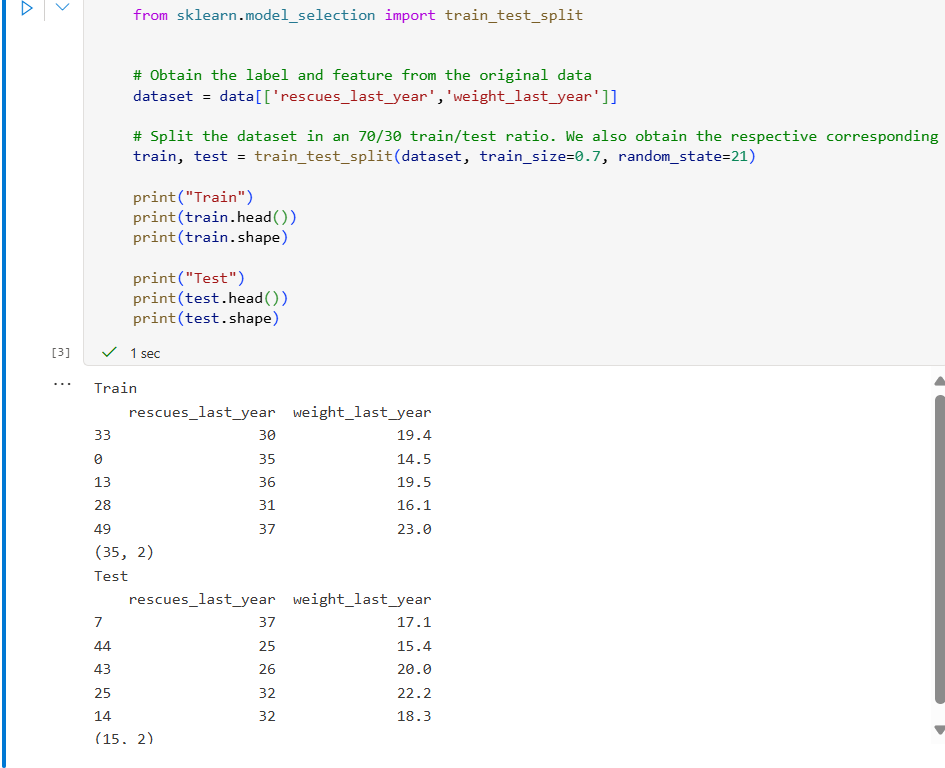 from sklearn.model_selection import train_test_split
# Obtain the label and feature from the original data
dataset = data[['rescues_last_year','weight_last_year']]
# Split the dataset in an 70/30 train/test ratio. We also obtain the respective corresponding
train, test = train_test_split(dataset, train_size=0.7, random_state=21)
print("Train")
print(train.head())
print(train.shape)
print("Test")
print(test.head())
print(test.shape)
[3] ✓ 1 sec
... Train
rescues_last_year weight_last_year
33 30 19.4
0 35 14.5
13 36 19.5
28 31 16.1
49 37 23.0
(35, 2)
Test
rescues_last_year weight_last_year
7 37 17.1
44 25 15.4
43 26 20.0
25 32 22.2
14 32 18.3
(15, 2)